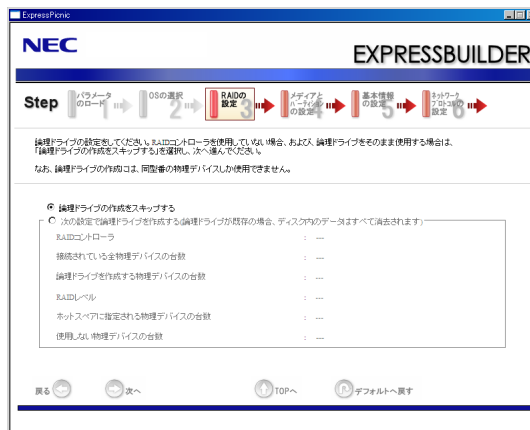 ExpressPicnic
NEC
EXPRESSBUILDER
Step
パラメータのロード 1
OSの選択 2
RAIDの設定 3
メディアとパーティションの設定 4
基本情報の設定 5
ネットワークプロトコルの設定 6
論理ドライブの設定をしてください。RAIDコントローラを使用していない場合、および、論理ドライブをそのまま使用する場合は、
「論理ドライブの作成をスキップする」を選択し、次へ進んでください。
なお、論理ドライブの作成には、同型番の物理デバイスしか使用できません。
論理ドライブの作成をスキップする
次の設定で論理ドライブを作成する(論理ドライブが既存の場合、ディスク内のデータはすべて消去されます)
RAIDコントローラ : ---
接続されている全物理デバイスの台数 : ---
論理ドライブを作成する物理デバイスの台数 : ---
RAIDレベル : ---
ホットスペアに指定される物理デバイスの台数 : ---
使用しない物理デバイスの台数 : ---
戻る 次へ TOPへ デフォルトへ戻す